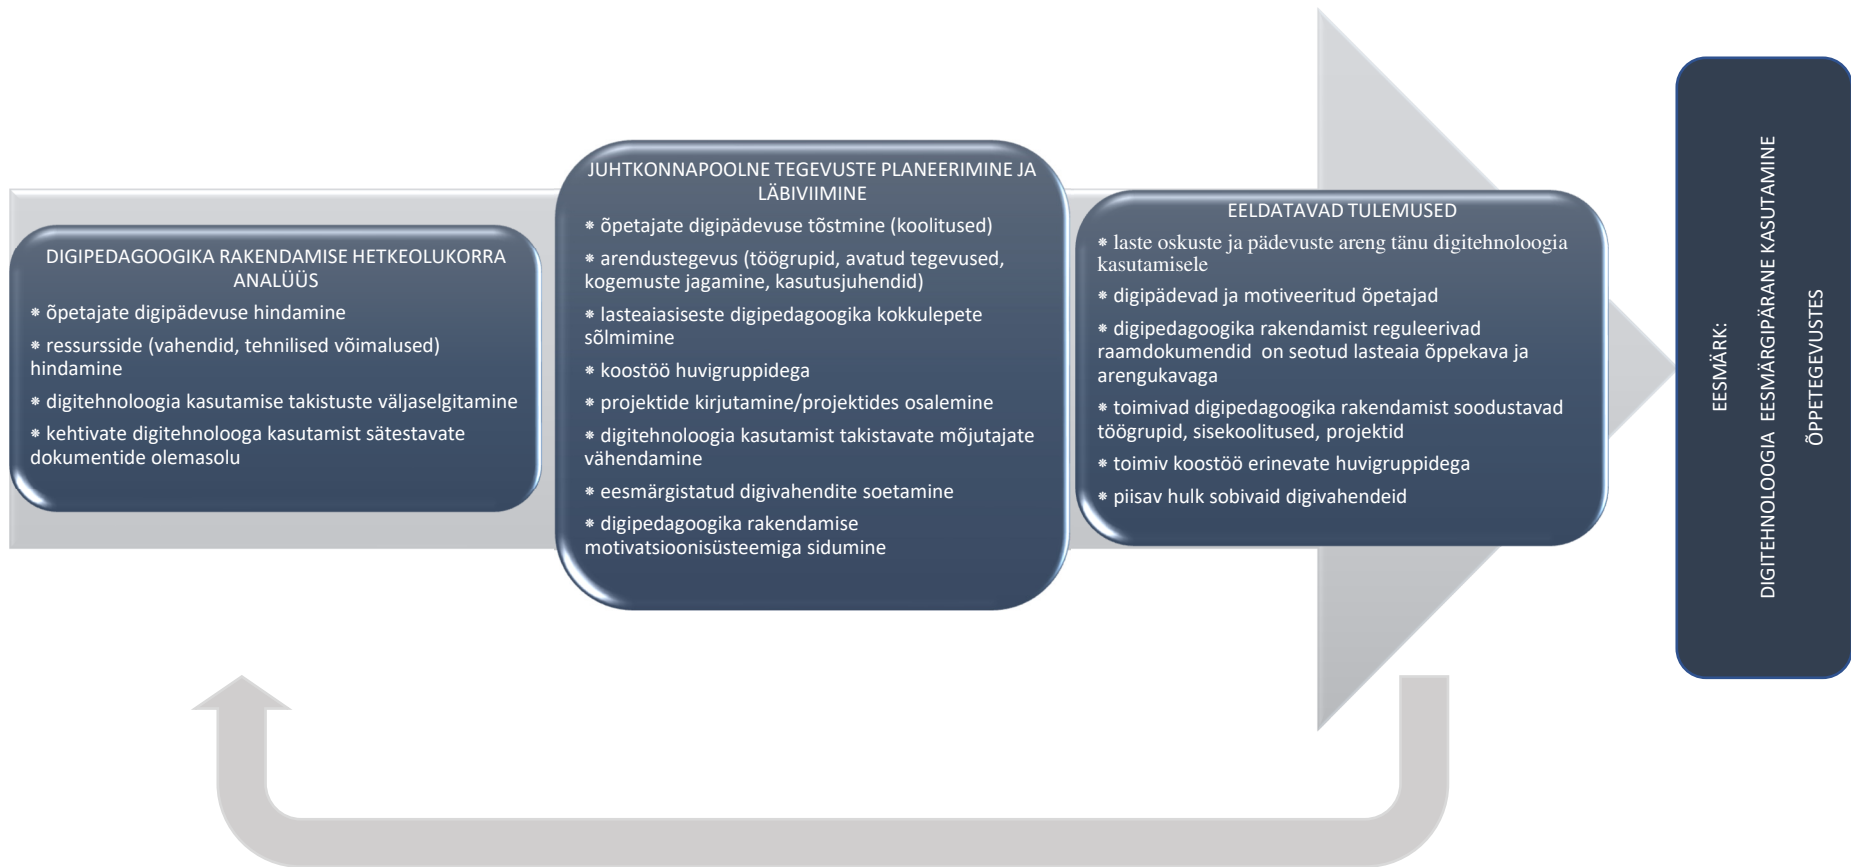 DIGIPEDAGOOGIKA RAKENDAMISE HETKEOLUKORRA
ANALÜÜS
* õpetajate digipädevuse hindamine
* ressursside (vahendid, tehnilised võimalused)
hindamine
* digitehnoloogia kasutamise takistuste väljaselgitamine
* kehtivate digitehnolooga kasutamist sätestavate
dokumentide olemasolu
JUHTKONNAPOOLNE TEGEVUSTE PLANEERIMINE JA
LÄBIVIIMINE
* õpetajate digipädevuse tõstmine (koolitused)
* arendustegevus (töögrupid, avatud tegevused,
kogemuste jagamine, kasutusjuhendid)
* lasteaiasiseste digipedagoogika kokkulepete
sõlmimine
* koostöö huvigruppidega
* projektide kirjutamine/projektides osalemine
* digitehnoloogia kasutamist takistavate mõjutajate
vähendamine
* eesmärgistatud digivahendite soetamine
* digipedagoogika rakendamise
motivatsioonisüsteemiga sidumine
EELDATAVAD TULEMUSED
* laste oskuste ja pädevuste areng tänu digitehnoloogia
kasutamisele
* digipädevad ja motiveeritud õpetajad
* digipedagoogika rakendamist reguleerivad
raamdokumendid on seotud lasteaia õppekava ja
arengukavaga
* toimivad digipedagoogika rakendamist soodustavad
töögrupid, sisekoolitused, projektid
* toimiv koostöö erinevate huvigruppidega
* piisav hulk sobivaid digivahendeid
EESMÄRK:
DIGITEHNOLOOGIA EESMÄRGIPÄRANE KASUTAMINE
ÕPPETEGEVUSTES